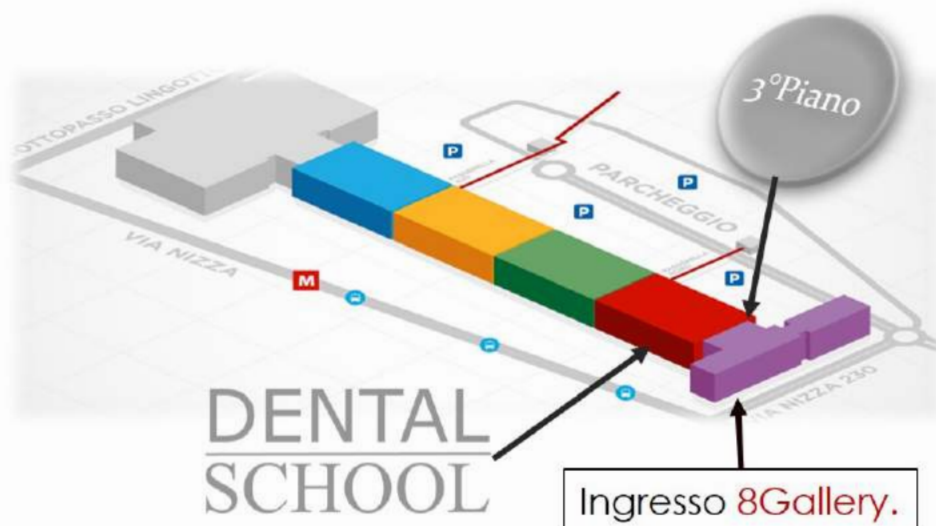 3°Piano
SOTTOPASSO LINGOTTO
P
P
PARCHEGGIO
P
P
VIA NIZZA
M
VIA NIZZA 230
DENTAL
SCHOOL
Ingresso 8Gallery.